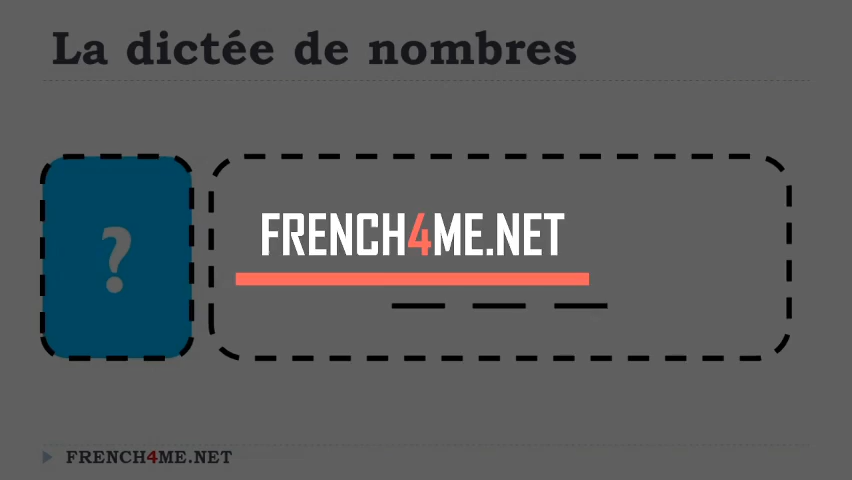 La dictée de nombres
?
FRENCH4ME.NET
FRENCH4ME.NET